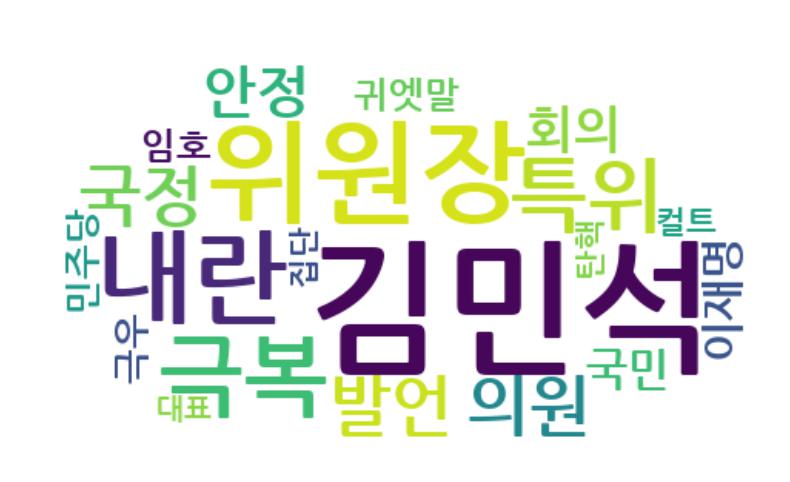 안정
귀엣말
회의
임호
위원장
특위
국정
컬트
민주당
내란
집단
김민석
탄핵
이재명
극우
극복
국민
대표
발언
의원